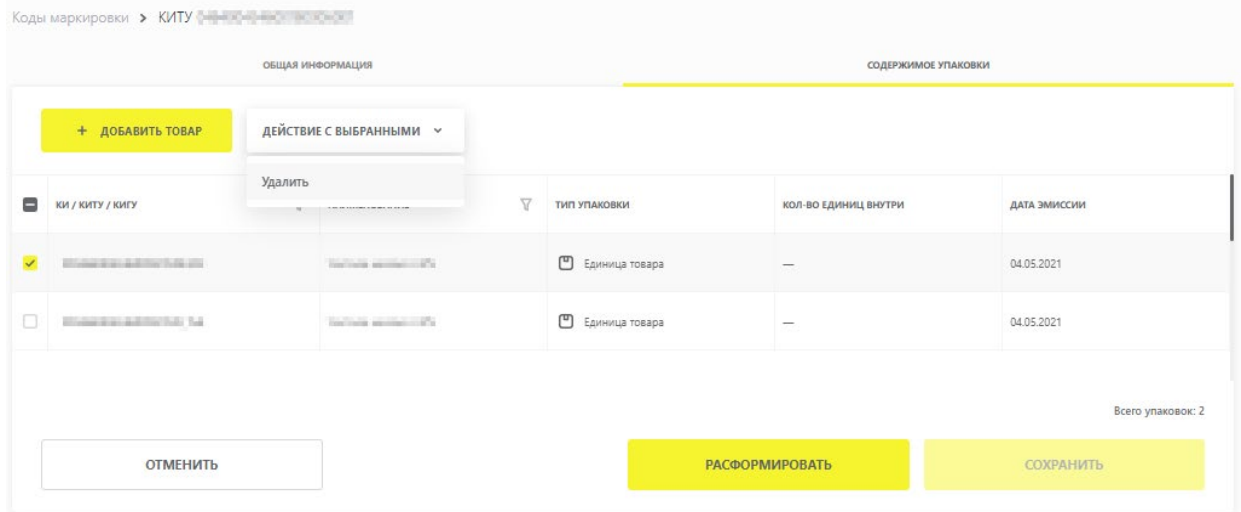 Коды маркировки > КИТУ
ОБЩАЯ ИНФОРМАЦИЯ СОДЕРЖИМОЕ УПАКОВКИ
+ ДОБАВИТЬ ТОВАР ДЕЙСТВИЕ С ВЫБРАННЫМИ
Удалить
КИ / КИТУ / КИГУ ТИП УПАКОВКИ КОЛ-ВО ЕДИНИЦ ВНУТРИ ДАТА ЭМИССИИ
Единица товара — 04.05.2021
Единица товара — 04.05.2021
Всего упаковок: 2
ОТМЕНИТЬ РАСФОРМИРОВАТЬ СОХРАНИТЬ